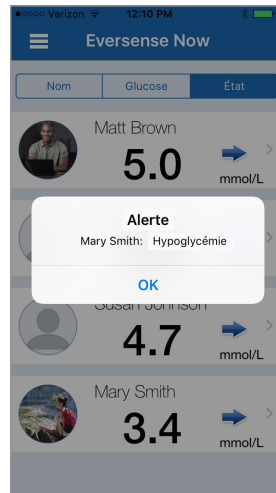 Verizon 12:10 PM
Eversense Now
Nom Glucose État
Matt Brown
5.0
mmol/L
Alerte
Mary Smith: Hypoglycémie
OK
Susan Johnson
4.7
mmol/L
Mary Smith
3.4
mmol/L